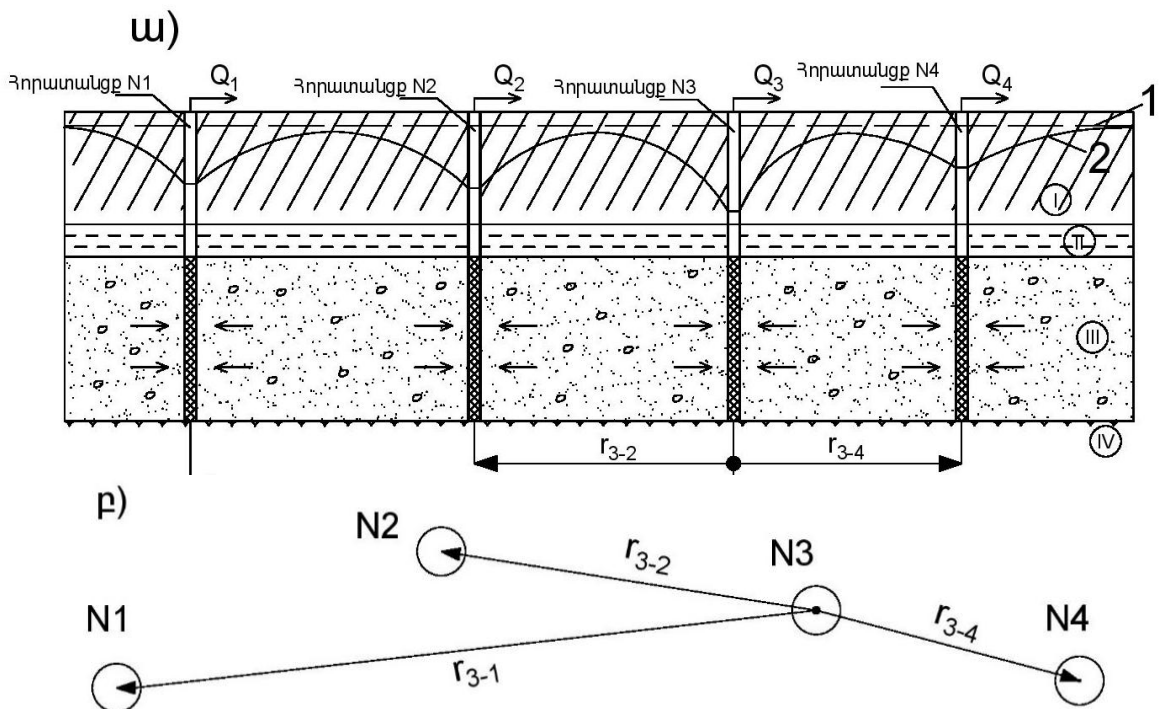 ա)
Հորատանցք N1
Q1
Հորատանցք N2
Q2
Հորատանցք N3
Q3
Հորատանցք N4
Q4
1
2
I
II
III
IV
r3-2
r3-4
բ)
N2
N3
r3-2
N1
r3-4
N4
r3-1